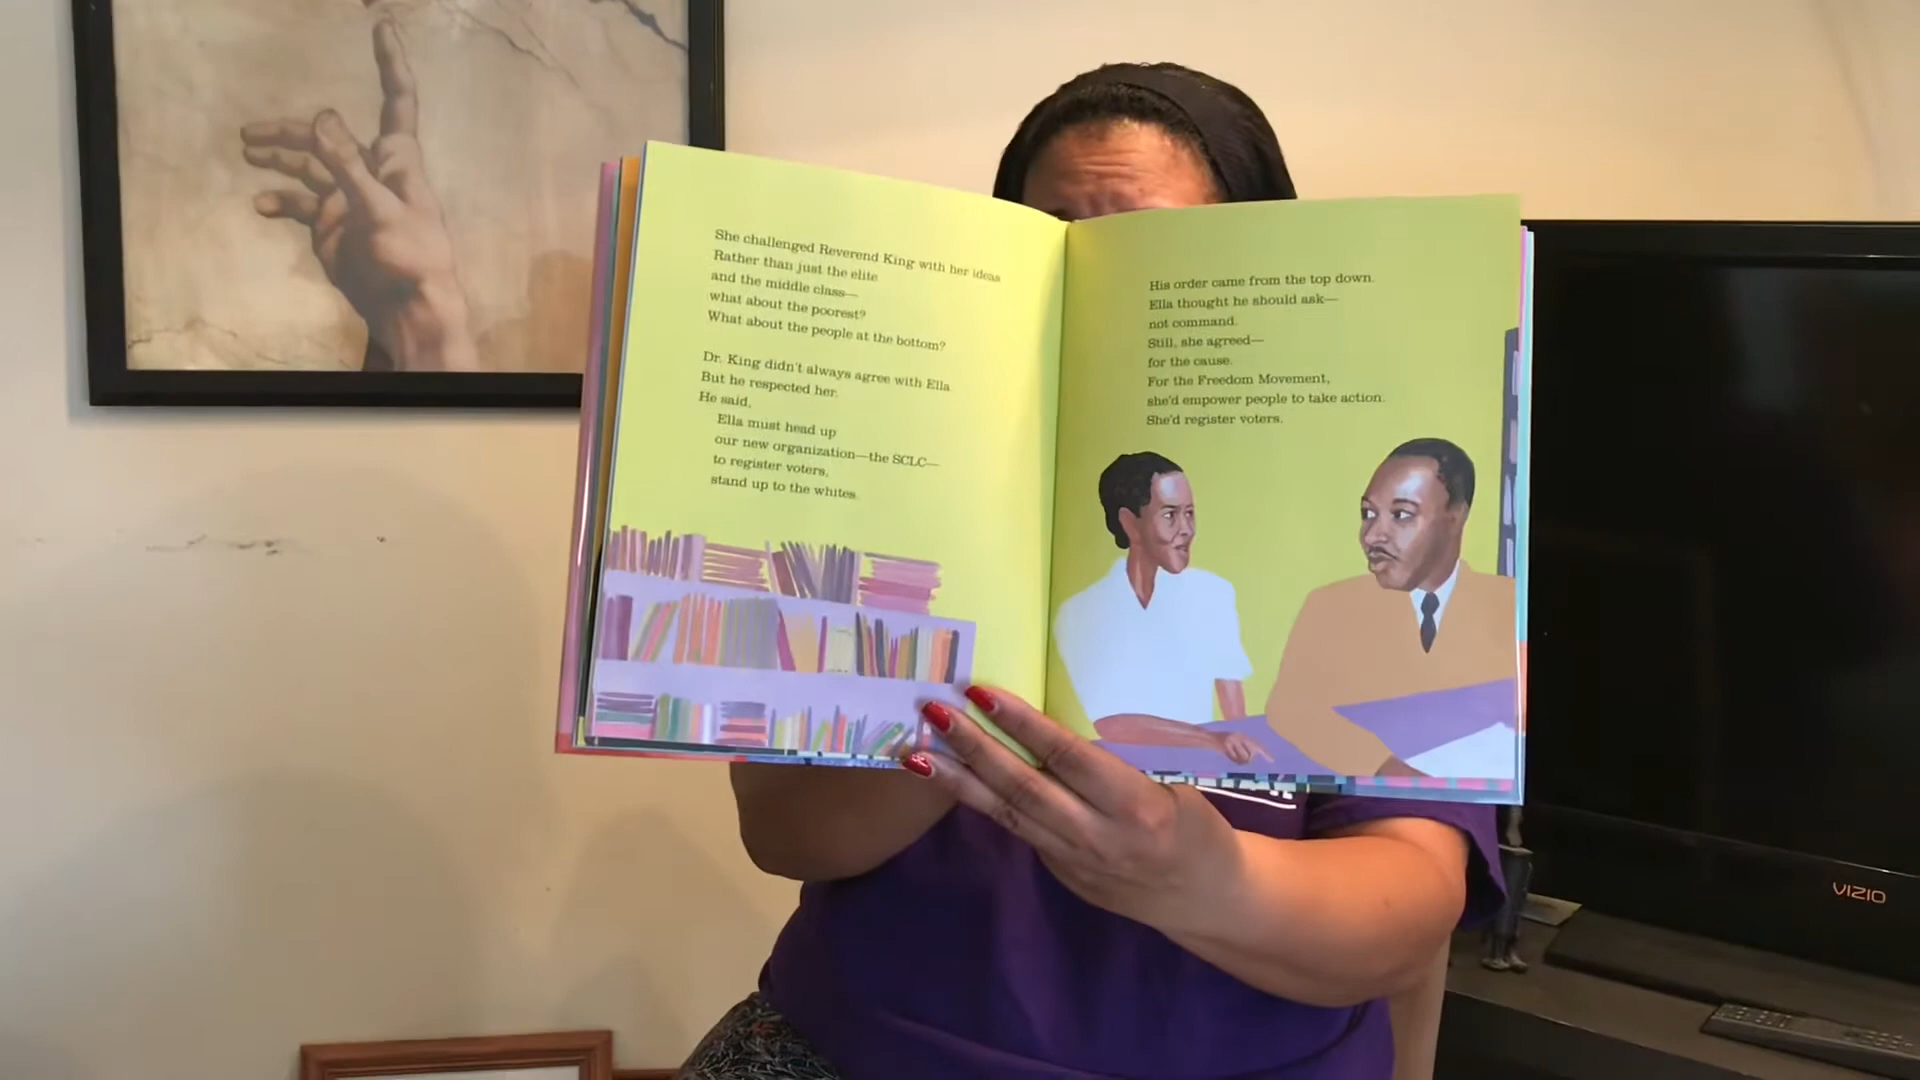 She challenged Reverend King with her ideas
Rather than just the elite
and the middle class—
what about the poorest?
What about the people at the bottom?
Dr. King didn't always agree with Ella
But he respected her.
He said,
Ella must head up
our new organization—the SCLC—
to register voters,
stand up to the whites.
His order came from the top down.
Ella thought he should ask—
not command.
Still, she agreed—
for the cause.
For the Freedom Movement,
she'd empower people to take action.
She'd register voters.
VIZIO